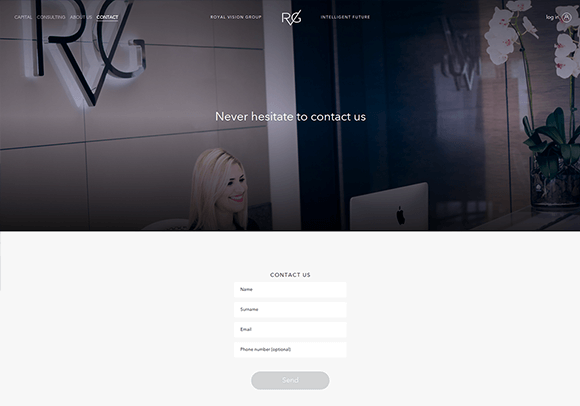 CAPITAL CONSULTING ABOUT US CONTACT
ROYAL VISION GROUP RVG INTELLIGENT FUTURE
log in
RVG
Never hesitate to contact us
CONTACT US
Name
Surname
Email
Phone number (optional)
Send